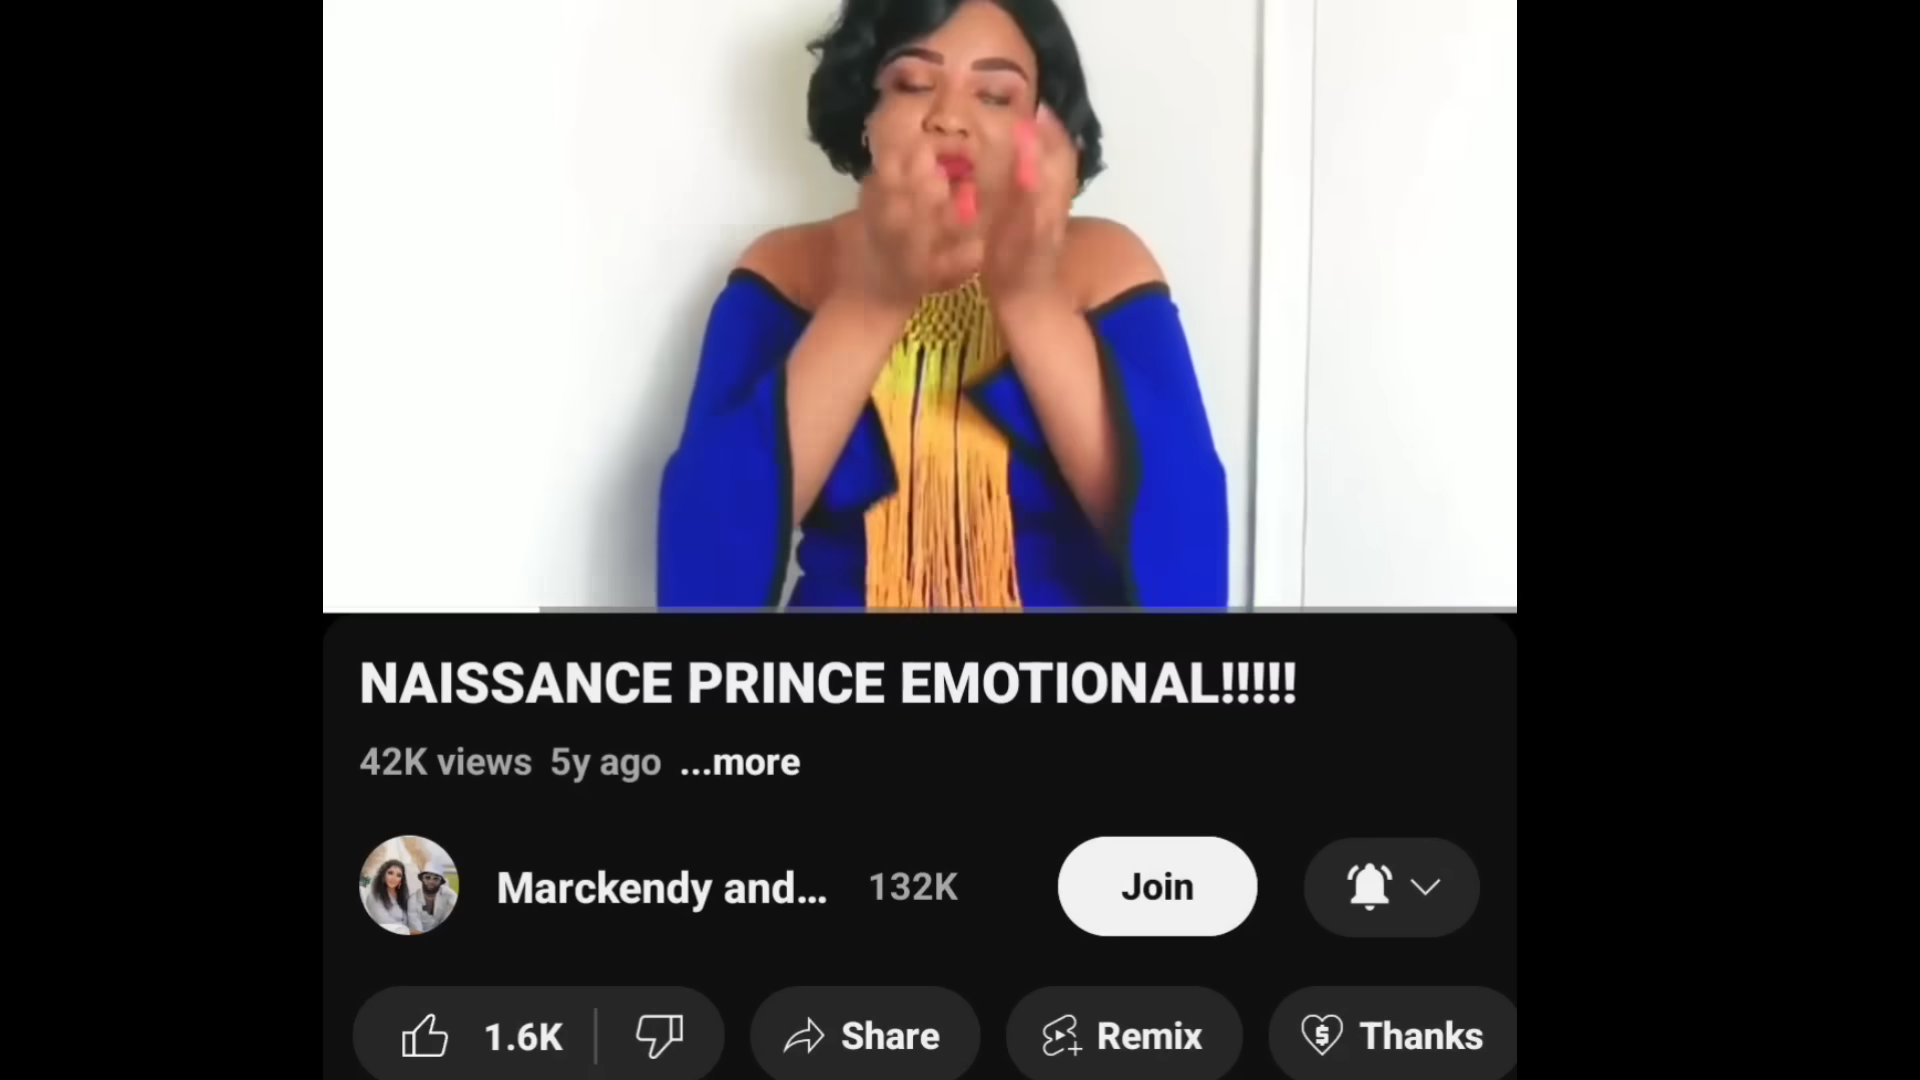 NAISSANCE PRINCE EMOTIONAL!!!!!
42K views 5y ago ...more
Marckendy and... 132K Join
1.6K Share Remix Thanks